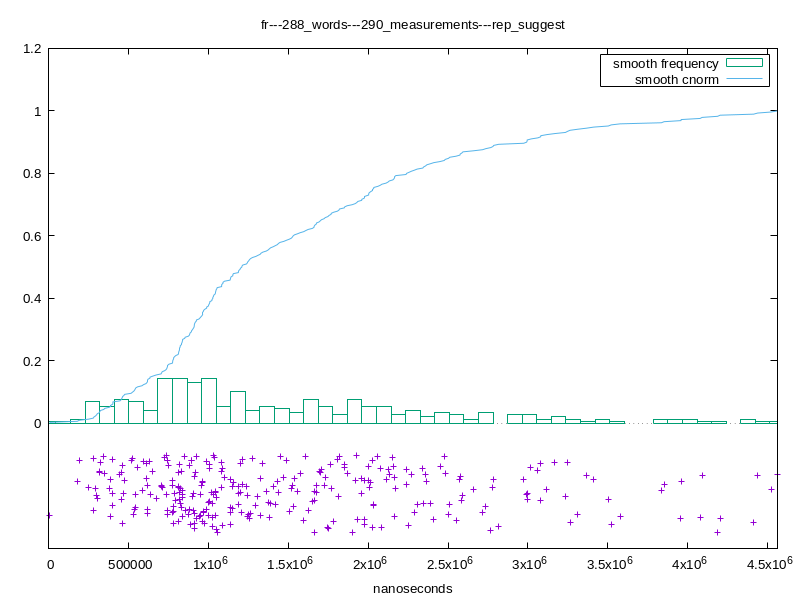 fr---288_words---290_measurements---rep_suggest
1.2
smooth frequency
smooth cnorm
1
0.8
0.6
0.4
0.2
0
0 500000 1x10^6 1.5x10^6 2x10^6 2.5x10^6 3x10^6 3.5x10^6 4x10^6 4.5x10^6
nanoseconds